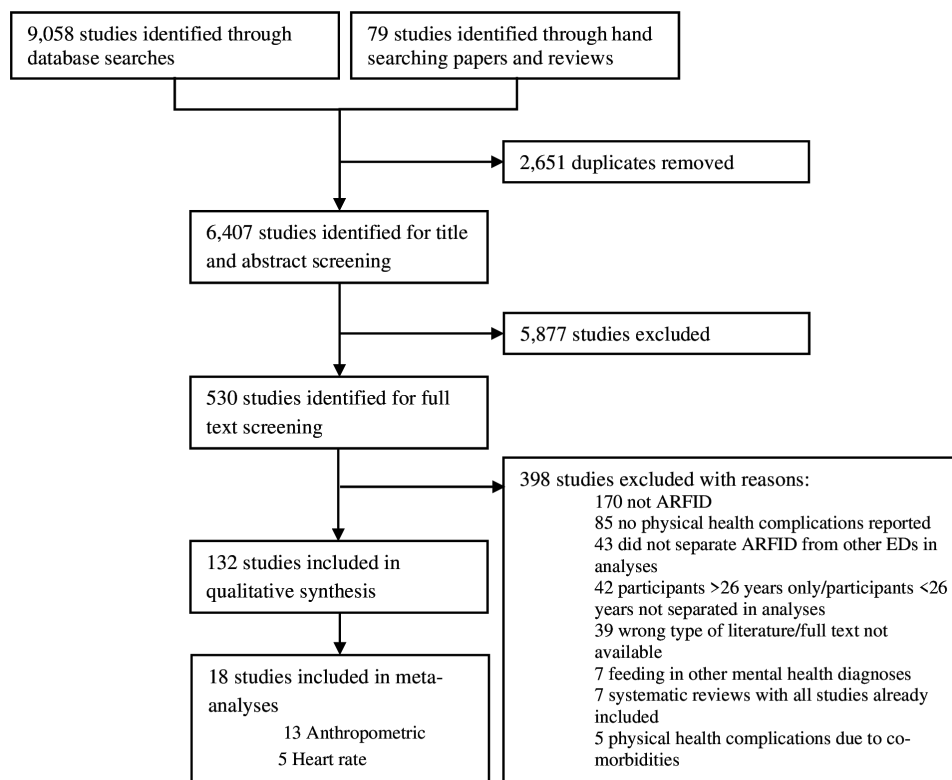 9,058 studies identified through
database searches
79 studies identified through hand
searching papers and reviews
2,651 duplicates removed
6,407 studies identified for title
and abstract screening
5,877 studies excluded
530 studies identified for full
text screening
398 studies excluded with reasons:
170 not ARFID
85 no physical health complications reported
43 did not separate ARFID from other EDs in
analyses
42 participants >26 years only/participants <26
years not separated in analyses
39 wrong type of literature/full text not
available
7 feeding in other mental health diagnoses
7 systematic reviews with all studies already
included
5 physical health complications due to co-
morbidities
132 studies included in
qualitative synthesis
18 studies included in meta-
analyses
13 Anthropometric
5 Heart rate